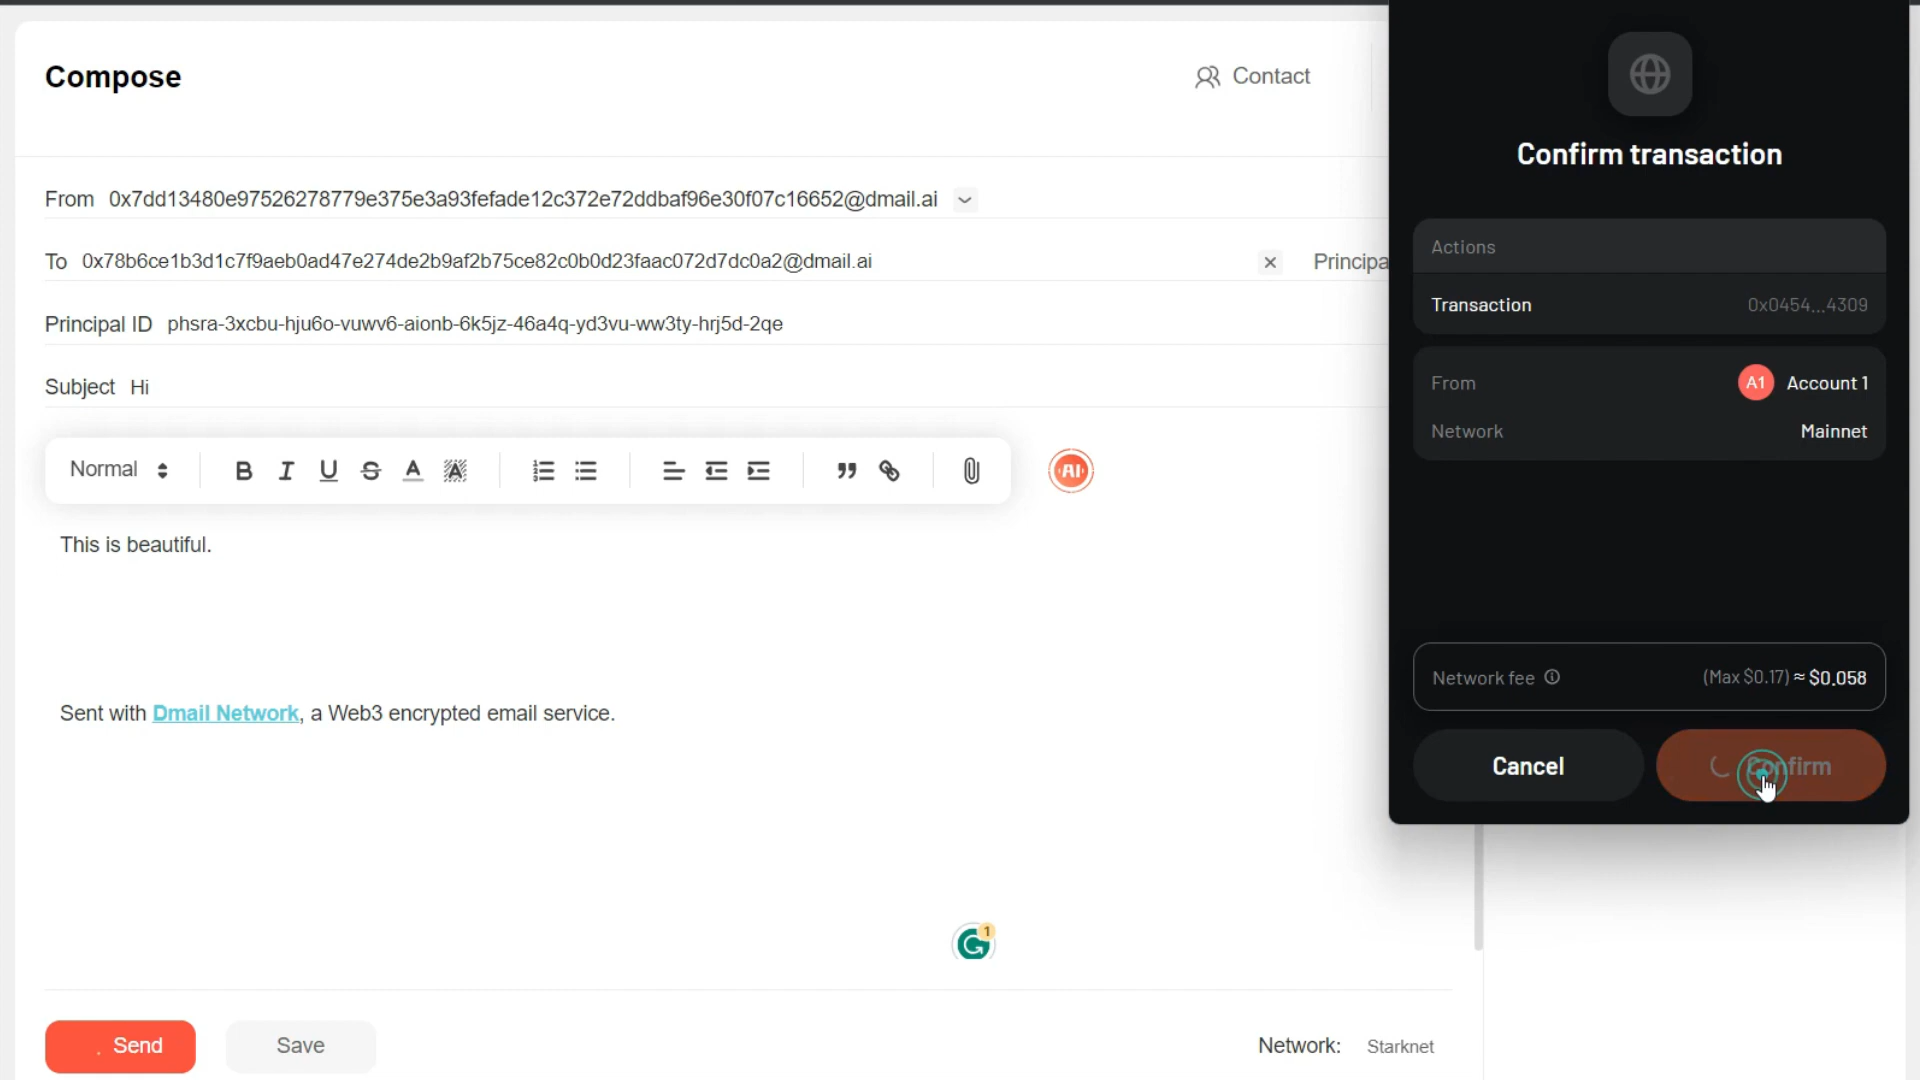 Compose
Contact
From 0x7dd13480e97526278779e375e3a93fefade12c372e72ddbaf96e30f07c16652@dmail.ai
To 0x78b6ce1b3d1c7f9aeb0ad47e274de2b9af2b75ce82c0b0d23faac072d7dc0a2@dmail.ai
Principa
Principal ID phsra-3xcbu-hju6o-vuwv6-aionb-6k5jz-46a4q-yd3vu-ww3ty-hrj5d-2qe
Subject Hi
Normal
B I U S A A
AI
This is beautiful.
Sent with Dmail Network, a Web3 encrypted email service.
G 1
Send
Save
Network: Starknet
Confirm transaction
Actions
Transaction 0x0454...4309
From A1 Account 1
Network Mainnet
Network fee (Max $0.17) ≈ $0.058
Cancel
Confirm